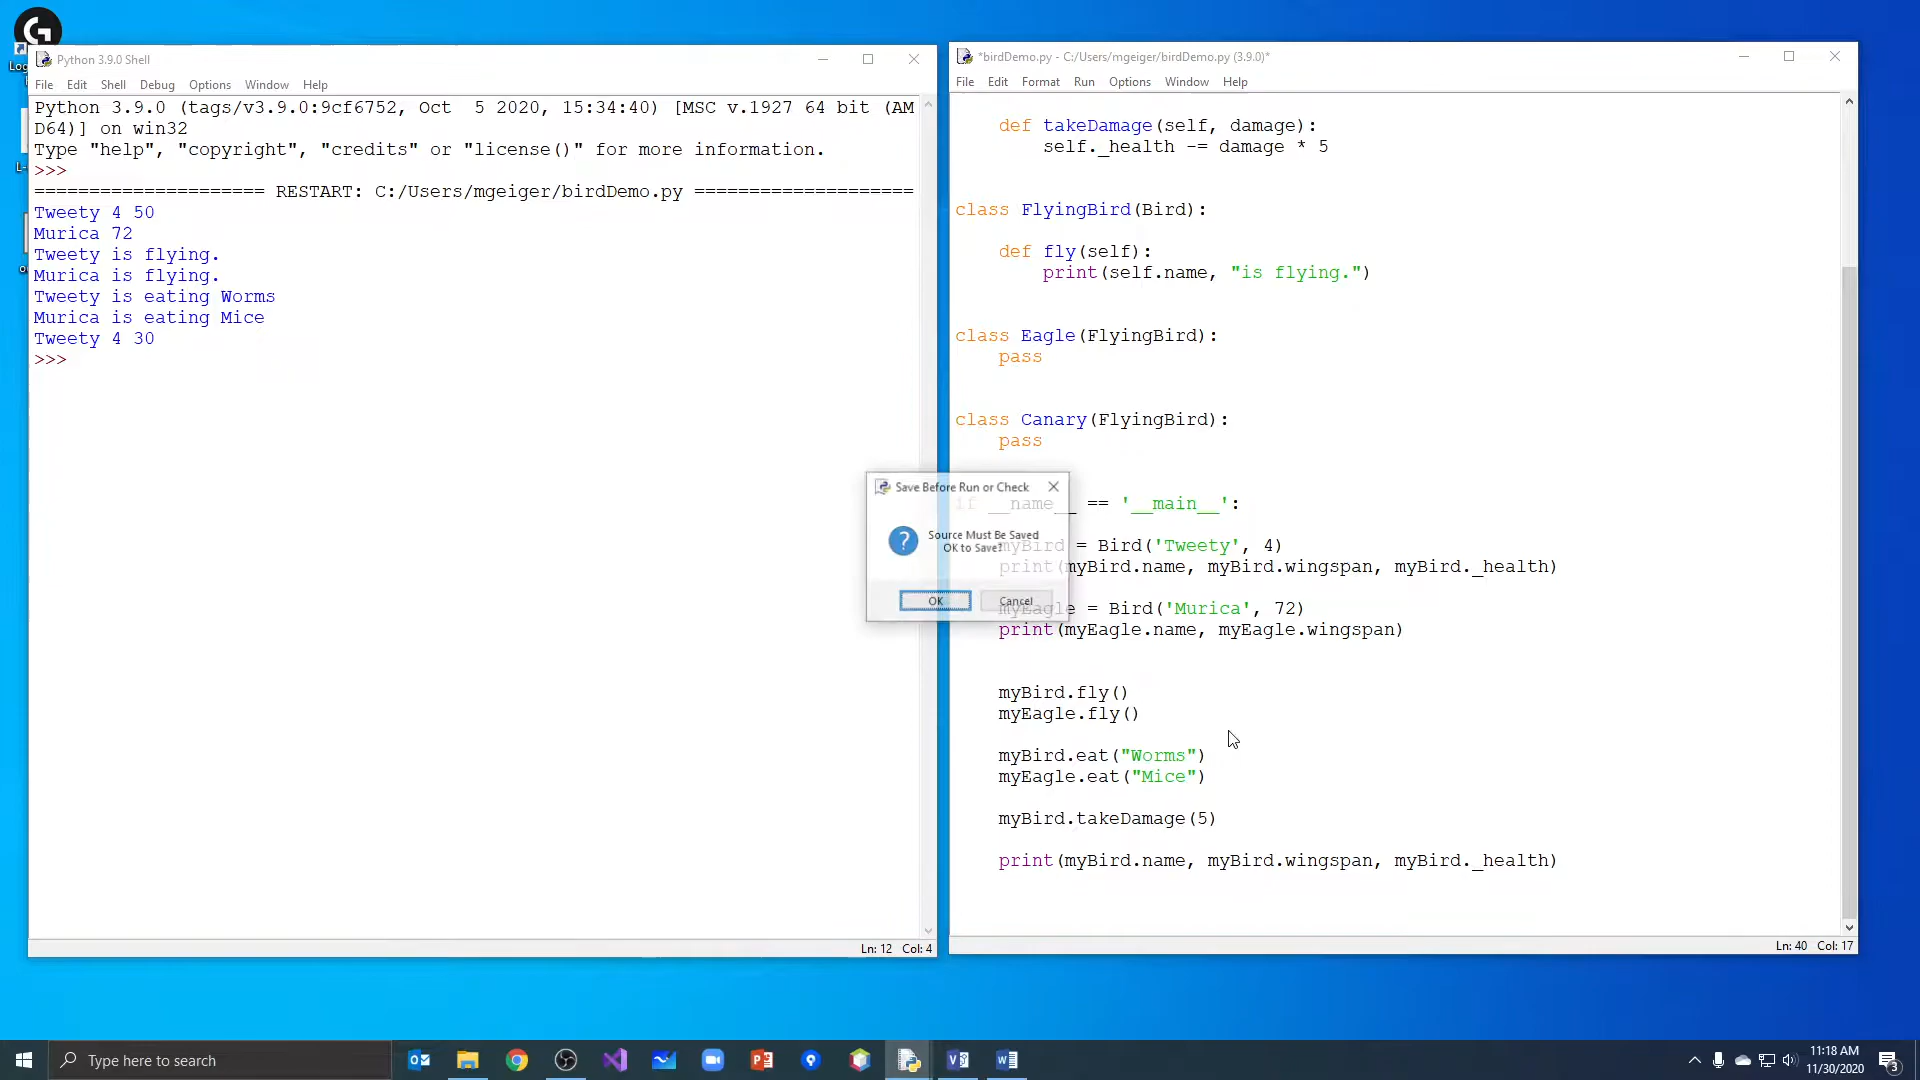 Python 3.9.0 Shell
File Edit Shell Debug Options Window Help
Python 3.9.0 (tags/v3.9.0:9cf6752, Oct  5 2020, 15:34:40) [MSC v.1927 64 bit (AM
D64)] on win32
Type "help", "copyright", "credits" or "license()" for more information.
>>>
===================== RESTART: C:/Users/mgeiger/birdDemo.py ====================
Tweety 4 50
Murica 72
Tweety is flying.
Murica is flying.
Tweety is eating Worms
Murica is eating Mice
Tweety 4 30
>>>
Ln: 12 Col: 4
*birdDemo.py - C:/Users/mgeiger/birdDemo.py (3.9.0)*
File Edit Format Run Options Window Help
def takeDamage(self, damage):
self._health -= damage * 5
class FlyingBird(Bird):
def fly(self):
print(self.name, "is flying.")
class Eagle(FlyingBird):
pass
class Canary(FlyingBird):
pass
if __name__ == '__main__':
myBird = Bird('Tweety', 4)
print(myBird.name, myBird.wingspan, myBird._health)
myEagle = Bird('Murica', 72)
print(myEagle.name, myEagle.wingspan)
myBird.fly()
myEagle.fly()
myBird.eat("Worms")
myEagle.eat("Mice")
myBird.takeDamage(5)
print(myBird.name, myBird.wingspan, myBird._health)
Ln: 40 Col: 17
Save Before Run or Check
Source Must Be Saved
OK to Save?
OK Cancel
Type here to search
11:18 AM
11/30/2020
3